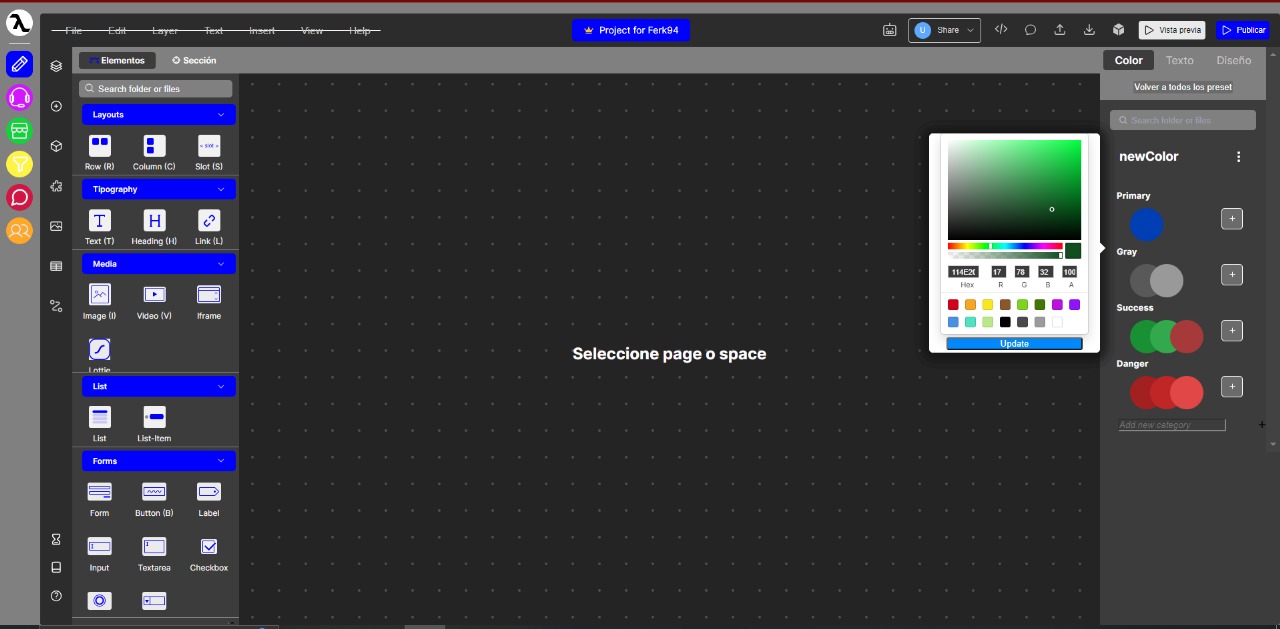 File Edit Layer Text Insert View Help
Project for Ferk94
U Share
Vista previa
Publicar
Elementos
Sección
Search folder or files
Layouts
Row (R) Column (C) Slot (S)
Tipography
Text (T) Heading (H) Link (L)
Media
Image (I) Video (V) Iframe
Lottie
List
List List-Item
Forms
Form Button (B) Label
Input Textarea Checkbox
Seleccione page o space
114E2( 17 78 32 100
Hex R G B A
Update
Color Texto Diseño
Volver a todos los preset
Search folder or files
newColor
Primary
Gray
Success
Danger
Add new category